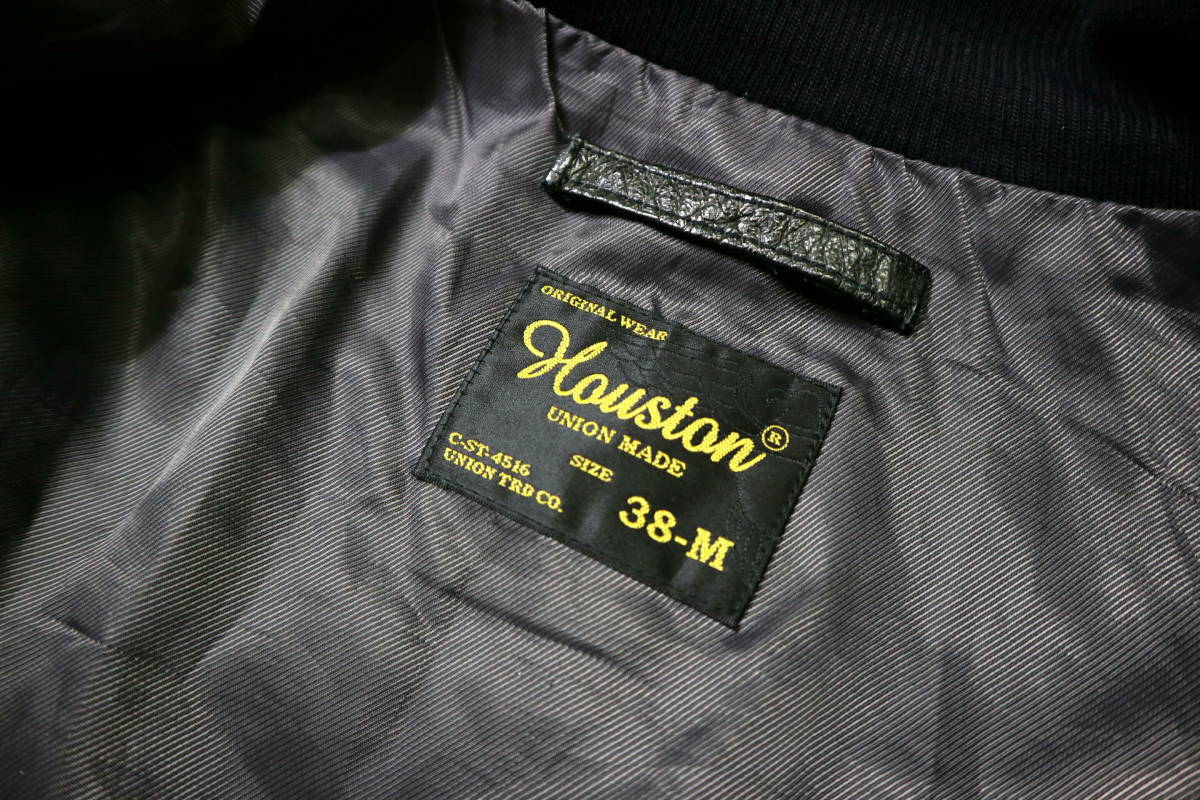 ORIGINAL WEAR
Houston®
UNION MADE
C-ST-4516
UNION TRD CO.
SIZE
38-M